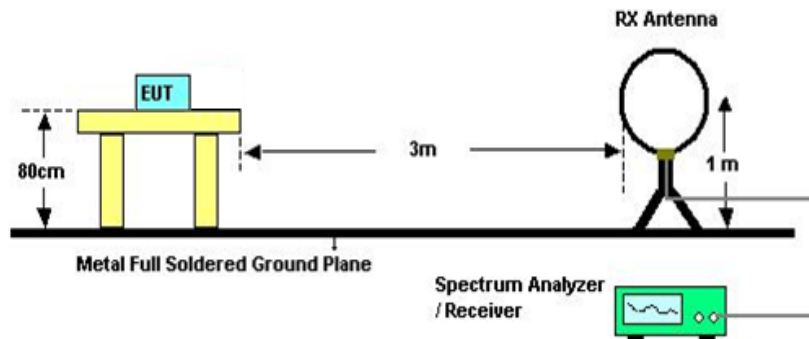 RX Antenna
EUT
80cm
3m
1 m
Metal Full Soldered Ground Plane
Spectrum Analyzer
/ Receiver